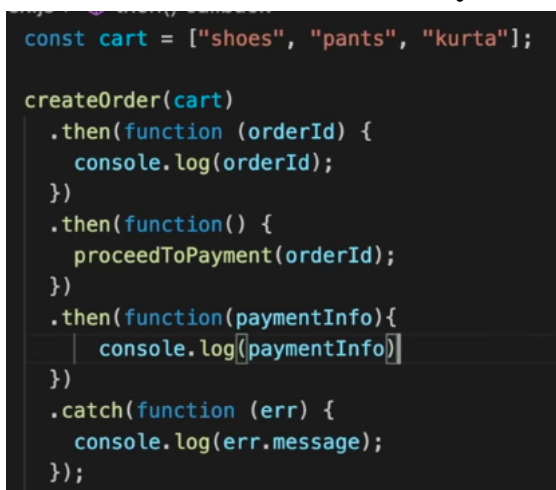 const cart = ["shoes", "pants", "kurta"];
createOrder(cart)
.then(function (orderId) {
console.log(orderId);
})
.then(function() {
proceedToPayment(orderId);
})
.then(function(paymentInfo){
console.log(paymentInfo)
})
.catch(function (err) {
console.log(err.message);
});